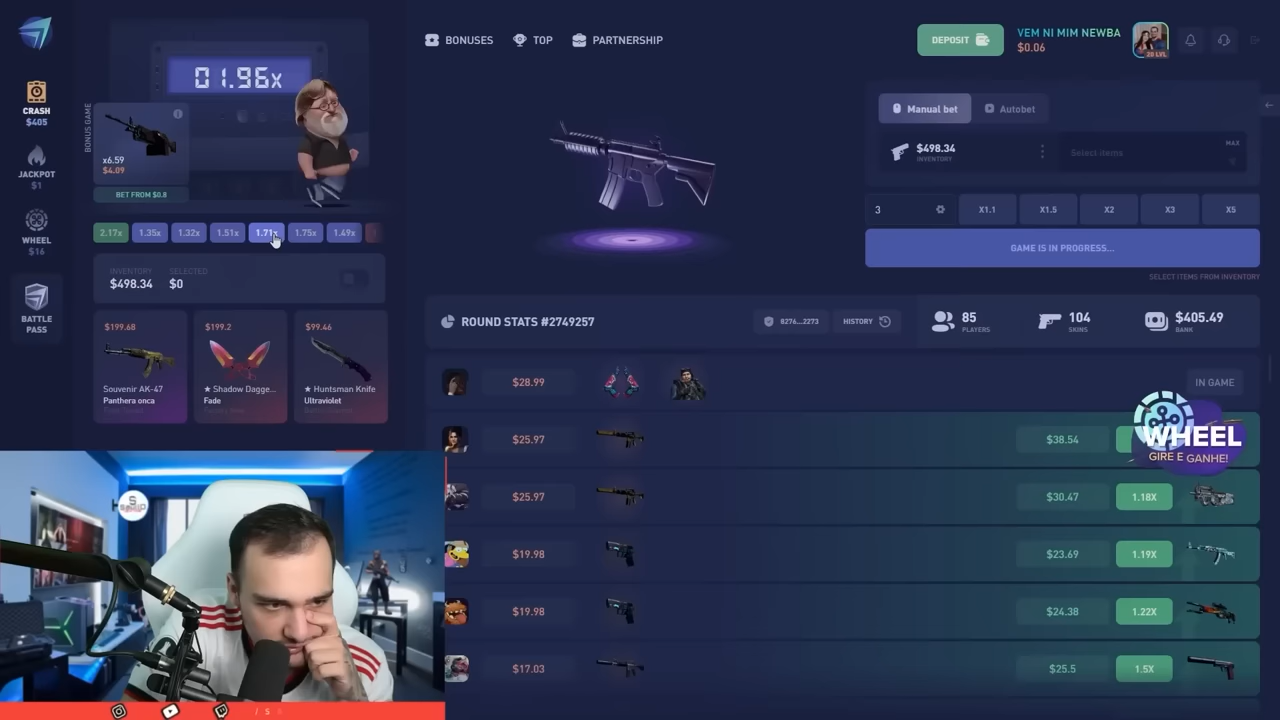 BONUSES
TOP
PARTNERSHIP
DEPOSIT
VEM NI MIM NEWBA
$0.06
28 LVL
CRASH
$405
JACKPOT
$1
WHEEL
$16
BATTLE
PASS
BONUS GAME
01.96x
x6.59
$4.09
BET FROM $0.8
2.17x
1.35x
1.32x
1.51x
1.71x
1.75x
1.49x
INVENTORY
$498.34
SELECTED
$0
$199.68
Souvenir AK-47
Panthera onca
$199.2
★ Shadow Dagge...
Fade
$99.46
★ Huntsman Knife
Ultraviolet
Manual bet
Autobet
$498.34
INVENTORY
Select items
MAX
3
X1.1
X1.5
X2
X3
X5
GAME IS IN PROGRESS...
SELECT ITEMS FROM INVENTORY
ROUND STATS #2749257
8276...2273
HISTORY
85
PLAYERS
104
SKINS
$405.49
BANK
$28.99
IN GAME
$25.97
$38.54
WHEEL
GIRE E GANHE!
$25.97
$30.47
1.18X
$19.98
$23.69
1.19X
$19.98
$24.38
1.22X
$17.03
$25.5
1.5X